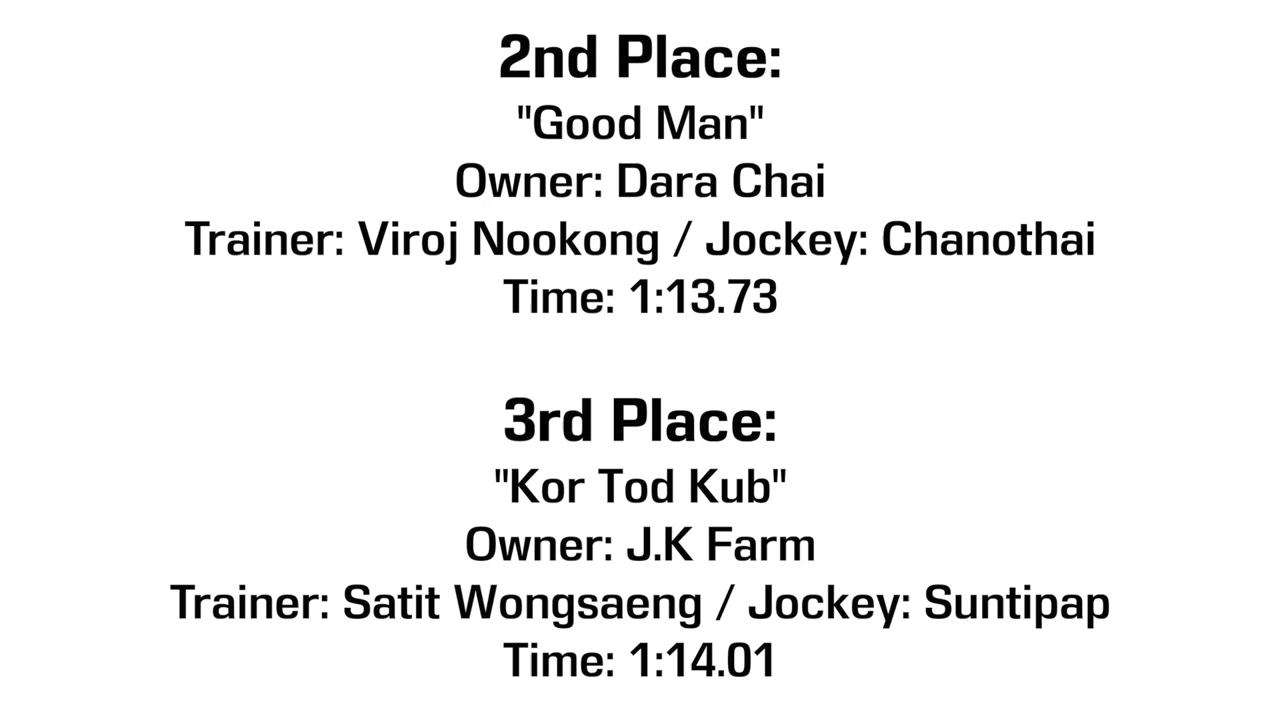 2nd Place:
"Good Man"
Owner: Dara Chai
Trainer: Viroj Nookong / Jockey: Chanothai
Time: 1:13.73
3rd Place:
"Kor Tod Kub"
Owner: J.K Farm
Trainer: Satit Wongsaeng / Jockey: Suntipap
Time: 1:14.01